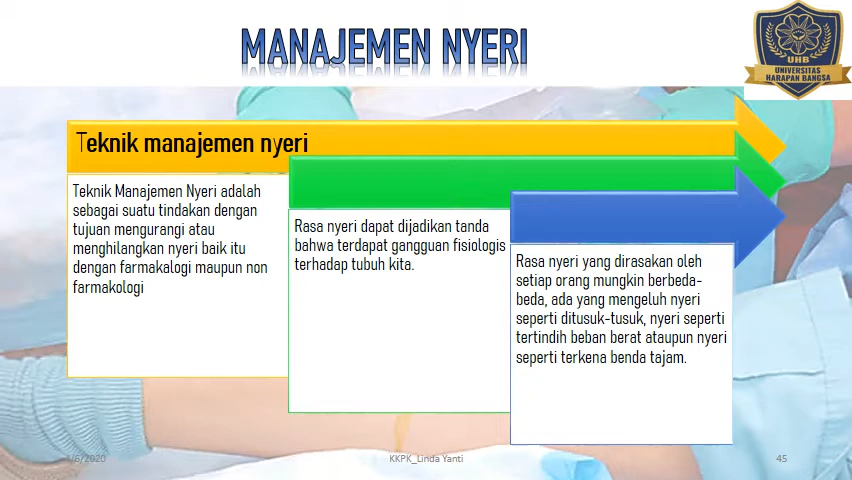 MANAJEMEN NYERI
UHB
UNIVERSITAS
HARAPAN BANGSA
Teknik manajemen nyeri
Teknik Manajemen Nyeri adalah
sebagai suatu tindakan dengan
tujuan mengurangi atau
menghilangkan nyeri baik itu
dengan farmakalogi maupun non
farmakologi
Rasa nyeri dapat dijadikan tanda
bahwa terdapat gangguan fisiologis
terhadap tubuh kita.
Rasa nyeri yang dirasakan oleh
setiap orang mungkin berbeda-
beda, ada yang mengeluh nyeri
seperti ditusuk-tusuk, nyeri seperti
tertindih beban berat ataupun nyeri
seperti terkena benda tajam.
KKPK_Linda Yanti
45